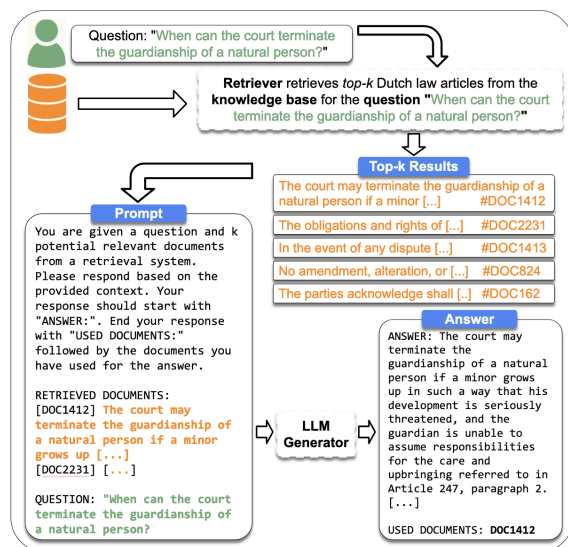 Question: "When can the court terminate
the guardianship of a natural person?"
Retriever retrieves top-k Dutch law articles from the
knowledge base for the question "When can the court
terminate the guardianship of a natural person?"
Top-k Results
The court may terminate the guardianship of a
natural person if a minor [...] #DOC1412
The obligations and rights of [...] #DOC2231
In the event of any dispute [...] #DOC1413
No amendment, alteration, or [...] #DOC824
The parties acknowledge shall [..] #DOC162
Prompt
You are given a question and k
potential relevant documents
from a retrieval system.
Please respond based on the
provided context. Your
response should start with
"ANSWER:". End your response
with "USED DOCUMENTS:"
followed by the documents you
have used for the answer.
RETRIEVED DOCUMENTS:
[DOC1412] The court may
terminate the guardianship of
a natural person if a minor
grows up [...]
[DOC2231] [...]
QUESTION: "When can the court
terminate the guardianship of
a natural person?
LLM
Generator
Answer
ANSWER: The court may
terminate the
guardianship of a natural
person if a minor grows
up in such a way that his
development is seriously
threatened, and the
guardian is unable to
assume responsibilities
for the care and
upbringing referred to in
Article 247, paragraph 2.
[...]
USED DOCUMENTS: DOC1412